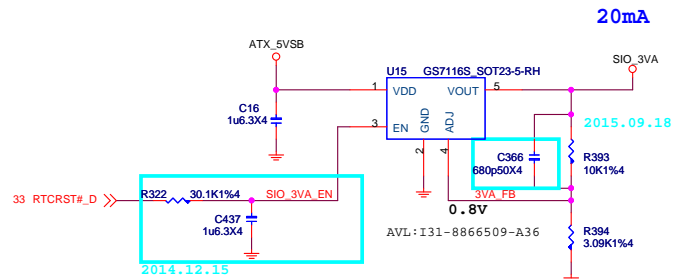 20mA
ATX_5VSB
SIO_3VA
U15 GS7116S_SOT23-5-RH
1 VDD VOUT 5
C16
1u6.3X4
3 EN GND ADJ
2 4
2015.09.18
C366
680p50X4
R393
10K1%4
33 RTCRST#_D R322 30.1K1%4 SIO_3VA_EN
3VA_FB
0.8V
C437
1u6.3X4
AVL:I31-8866509-A36
R394
3.09K1%4
2014.12.15